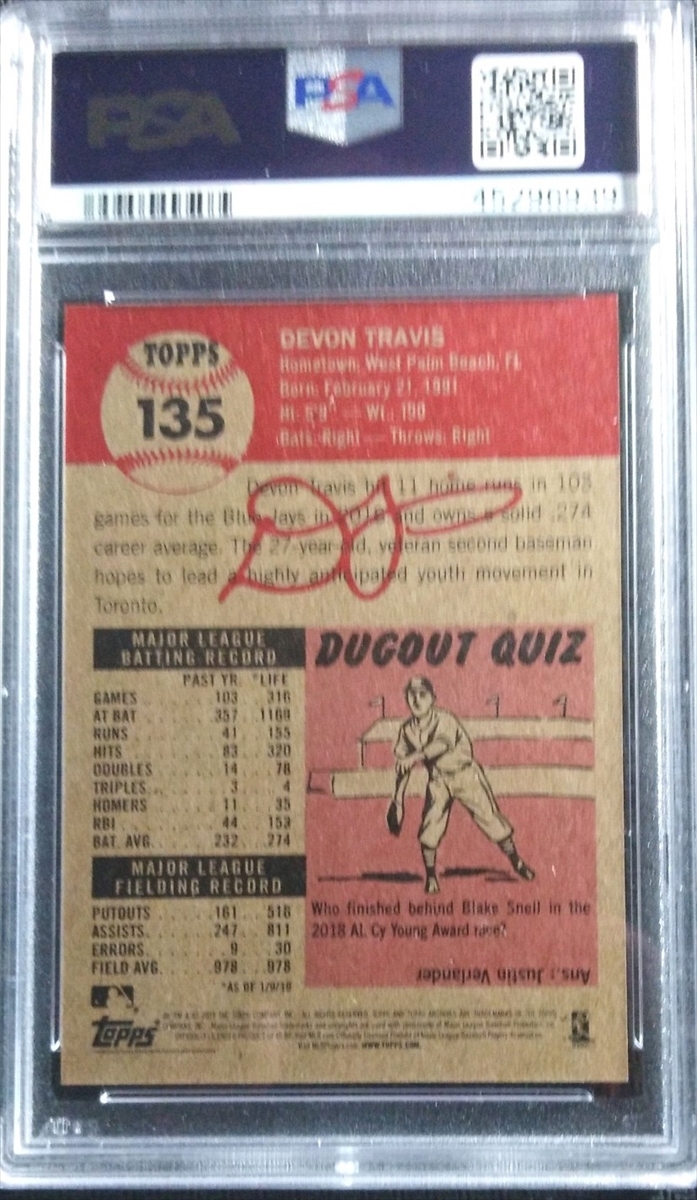 PSA
PSA
45296939
TOPPS
135
DEVON TRAVIS
Hometown: West Palm Beach, FL
Born: February 21, 1991
Ht: 5'9" — Wt.: 190
Bats: Right — Throws: Right
Devon Travis hit 11 home runs in 103
games for the Blue Jays in 2018 and owns a solid .274
career average. The 27-year-old, veteran second baseman
hopes to lead a highly anticipated youth movement in
Toronto.
MAJOR LEAGUE
BATTING RECORD
PAST YR. *LIFE
GAMES 103 316
AT BAT 357 1169
RUNS 41 155
HITS 83 320
DOUBLES 14 78
TRIPLES 3 4
HOMERS 11 35
RBI 44 153
BAT. AVG. .232 .274
MAJOR LEAGUE
FIELDING RECORD
PUTOUTS 161 516
ASSISTS 247 811
ERRORS 9 30
FIELD AVG. .978 .978
*AS OF 1/9/19
DUGOUT QUIZ
Who finished behind Blake Snell in the
2018 AL Cy Young Award race?
Ans.: Justin Verlander
Topps
WWW.TOPPS.COM